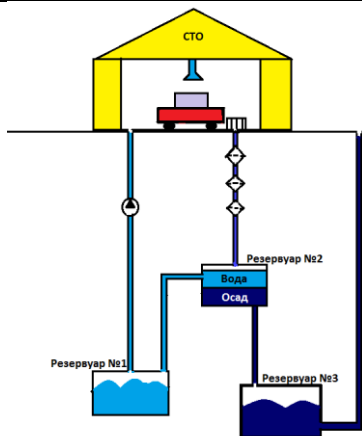 СТО
Резервуар №2
Вода
Осад
Резервуар №1
Резервуар №3